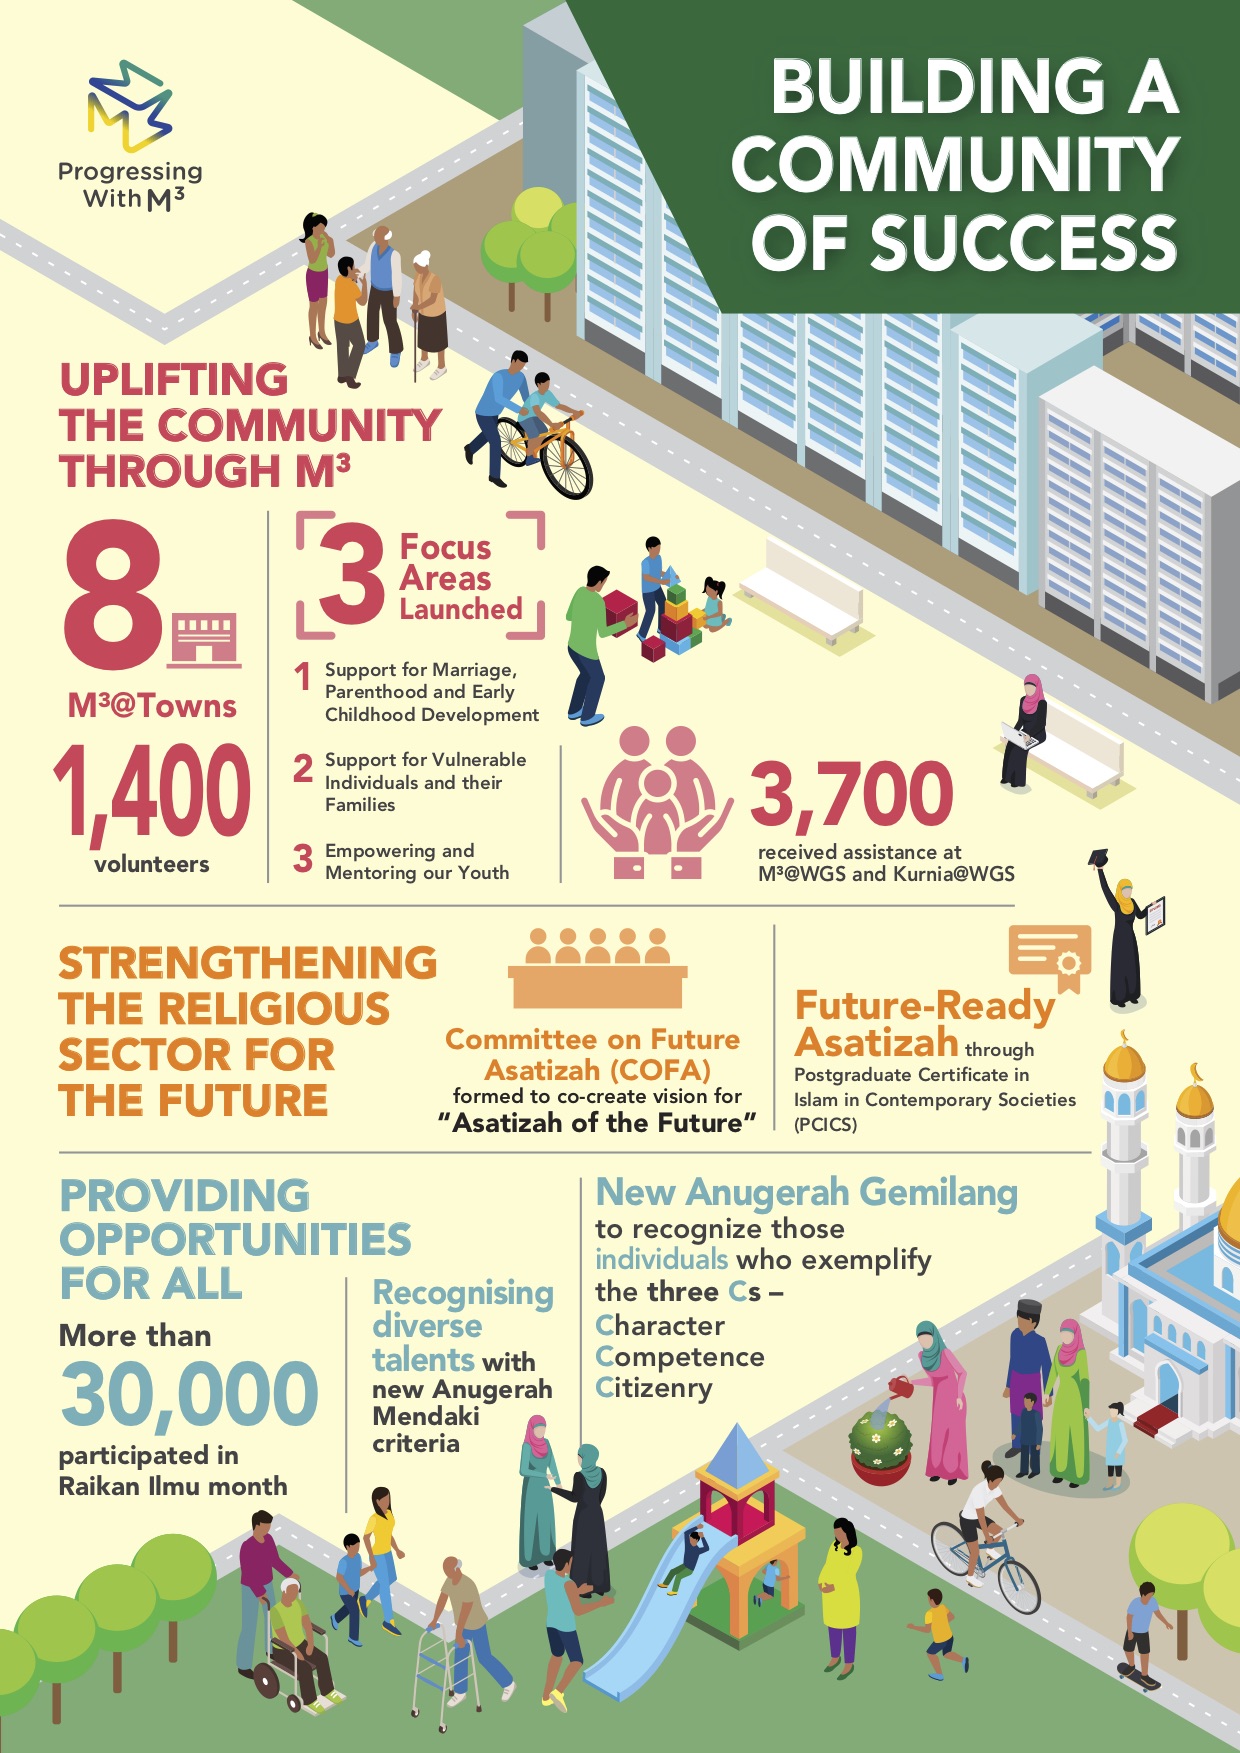 Progressing
With M³
BUILDING A
COMMUNITY
OF SUCCESS
UPLIFTING
THE COMMUNITY
THROUGH M³
8
M³@Towns
1,400
volunteers
3
Focus
Areas
Launched
1 Support for Marriage,
Parenthood and Early
Childhood Development
2 Support for Vulnerable
Individuals and their
Families
3 Empowering and
Mentoring our Youth
3,700
received assistance at
M³@WGS and Kurnia@WGS
STRENGTHENING
THE RELIGIOUS
SECTOR FOR
THE FUTURE
Committee on Future
Asatizah (COFA)
formed to co-create vision for
“Asatizah of the Future”
Future-Ready
Asatizah through
Postgraduate Certificate in
Islam in Contemporary Societies
(PCICS)
PROVIDING
OPPORTUNITIES
FOR ALL
More than
30,000
participated in
Raikan Ilmu month
Recognising
diverse
talents with
new Anugerah
Mendaki
criteria
New Anugerah Gemilang
to recognize those
individuals who exemplify
the three Cs –
Character
Competence
Citizenry